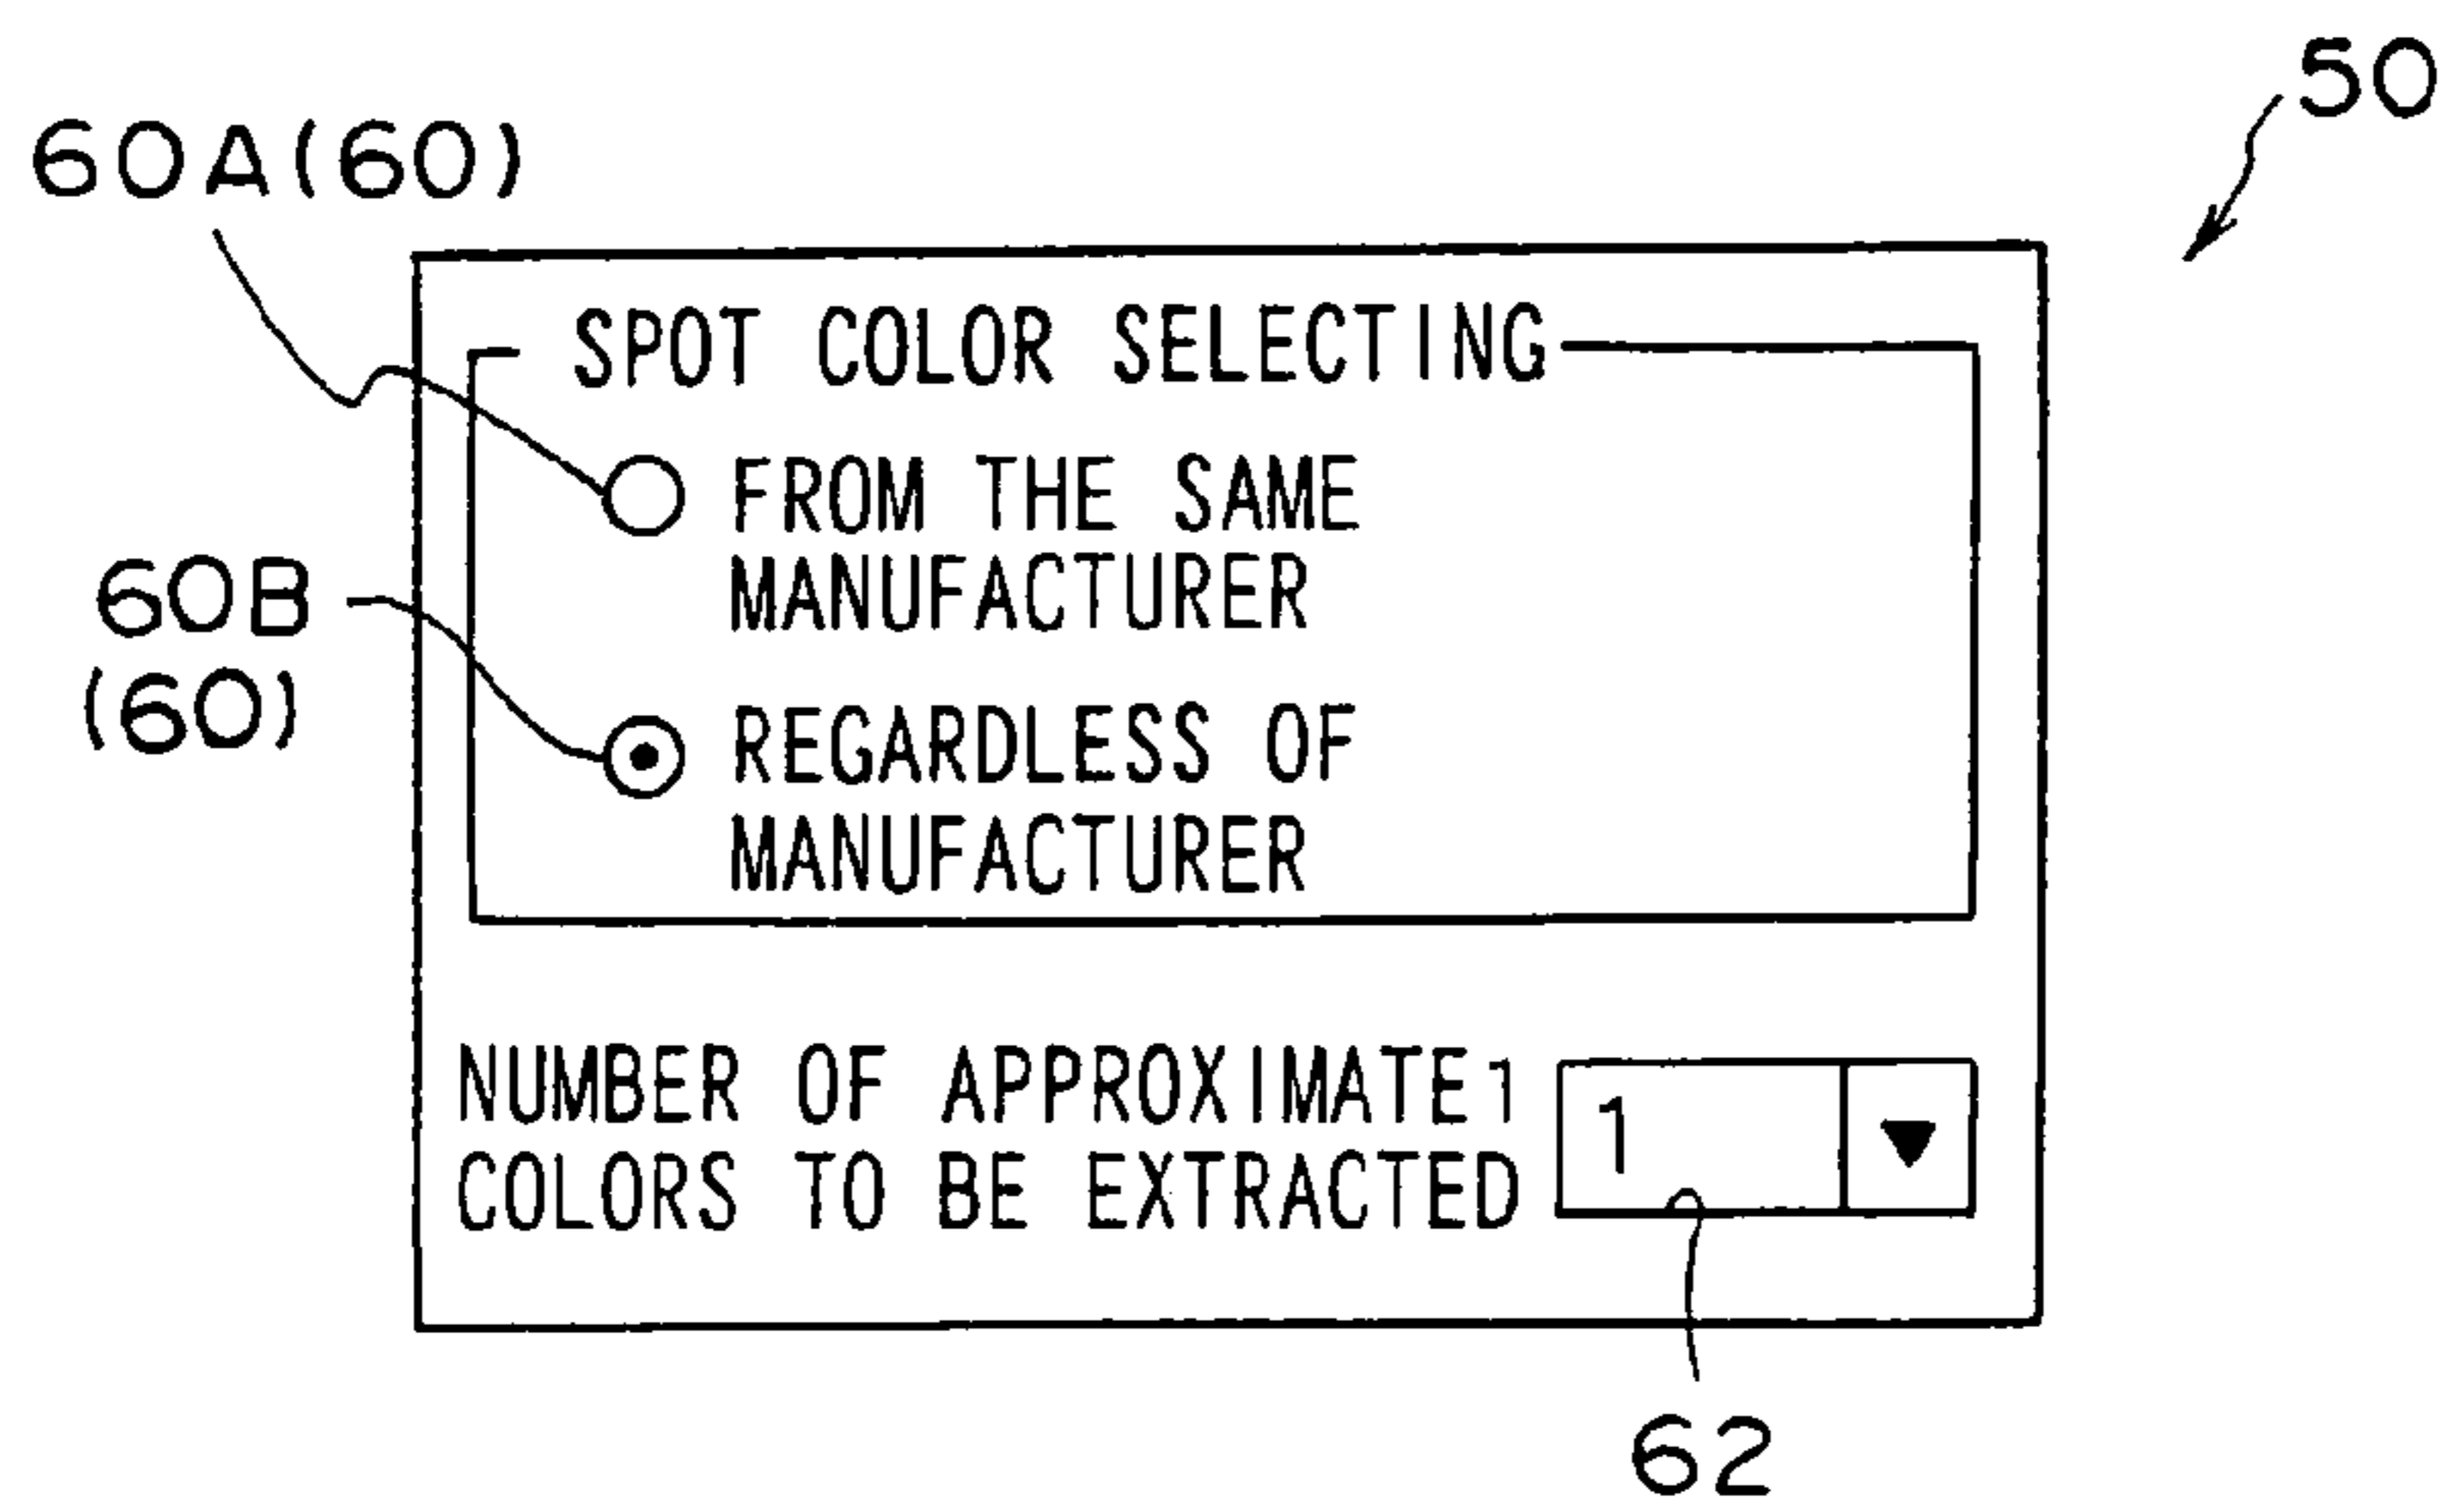 50
60A(60)
SPOT COLOR SELECTING
FROM THE SAME
MANUFACTURER
60B
(60)
REGARDLESS OF
MANUFACTURER
NUMBER OF APPROXIMATE1
COLORS TO BE EXTRACTED
1
62